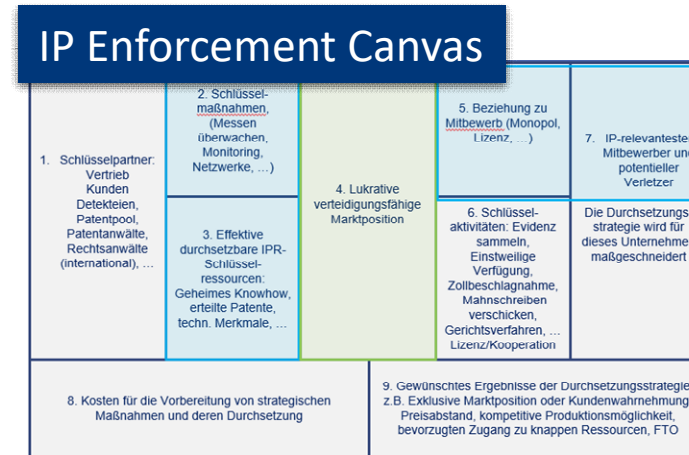 IP Enforcement Canvas
1. Schlüsselpartner:
Vertrieb
Kunden
Detekteien,
Patentpool,
Patentanwälte,
Rechtsanwälte
(international), …
2. Schlüssel-
maßnahmen,
(Messen
überwachen,
Monitoring,
Netzwerke, …)
3. Effektive
durchsetzbare IPR-
Schlüssel-
ressourcen:
Geheimes Knowhow,
erteilte Patente,
techn. Merkmale, …
4. Lukrative
verteidigungsfähige
Marktposition
5. Beziehung zu
Mitbewerb (Monopol,
Lizenz, …)
6. Schlüssel-
aktivitäten: Evidenz
sammeln,
Einstweilige
Verfügung,
Zollbeschlagnahme,
Mahnschreiben
verschicken,
Gerichtsverfahren, …
Lizenz/Kooperation
7. IP-relevanteste
Mitbewerber und
potentieller
Verletzer
Die Durchsetzungs
strategie wird für
dieses Unternehme
maßgeschneidert
8. Kosten für die Vorbereitung von strategischen
Maßnahmen und deren Durchsetzung
9. Gewünschtes Ergebnisse der Durchsetzungsstrategie
z.B. Exklusive Marktposition oder Kundenwahrnehmung
Preisabstand, kompetitive Produktionsmöglichkeit,
bevorzugten Zugang zu knappen Ressourcen, FTO